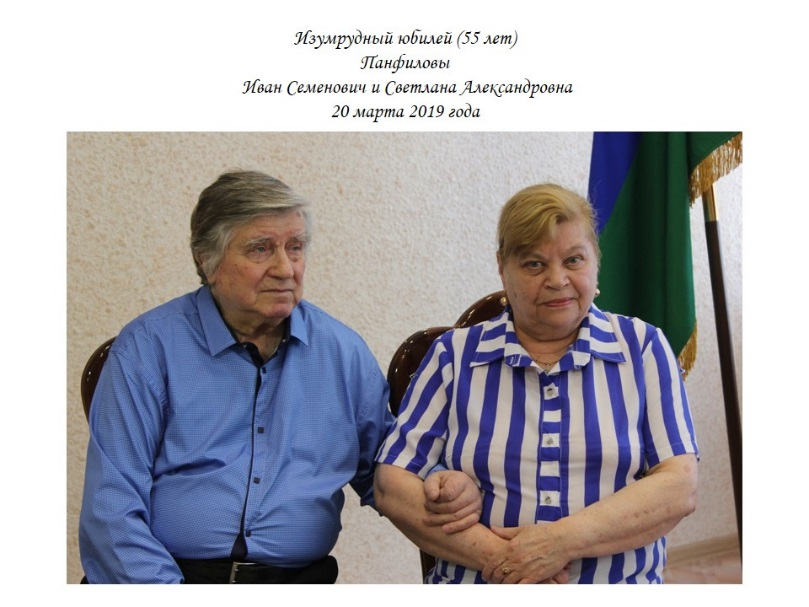 Изумрудный юбилей (55 лет)
Панфиловы
Иван Семенович и Светлана Александровна
20 марта 2019 года